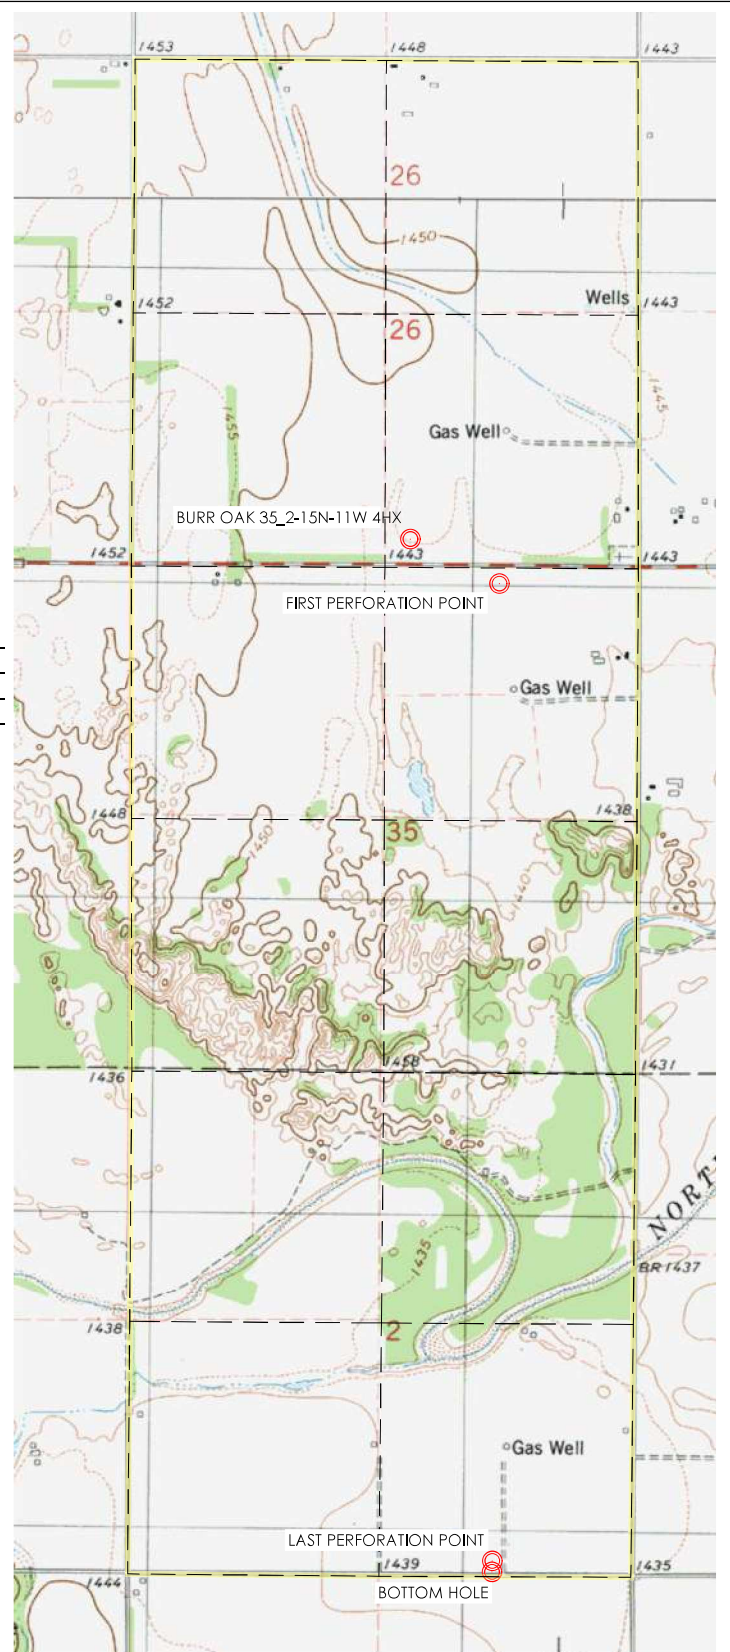 1453
1448
1443
26
1450
Wells
1452
1443
26
1445
1455
Gas Well
BURR OAK 35_2-15N-11W 4HX
1452
1443
1443
FIRST PERFORATION POINT
Gas Well
1448
1438
1450
35
1440
1458
1436
1431
NORT
1435
BR 1437
1438
2
Gas Well
LAST PERFORATION POINT
1439
1435
1444
BOTTOM HOLE